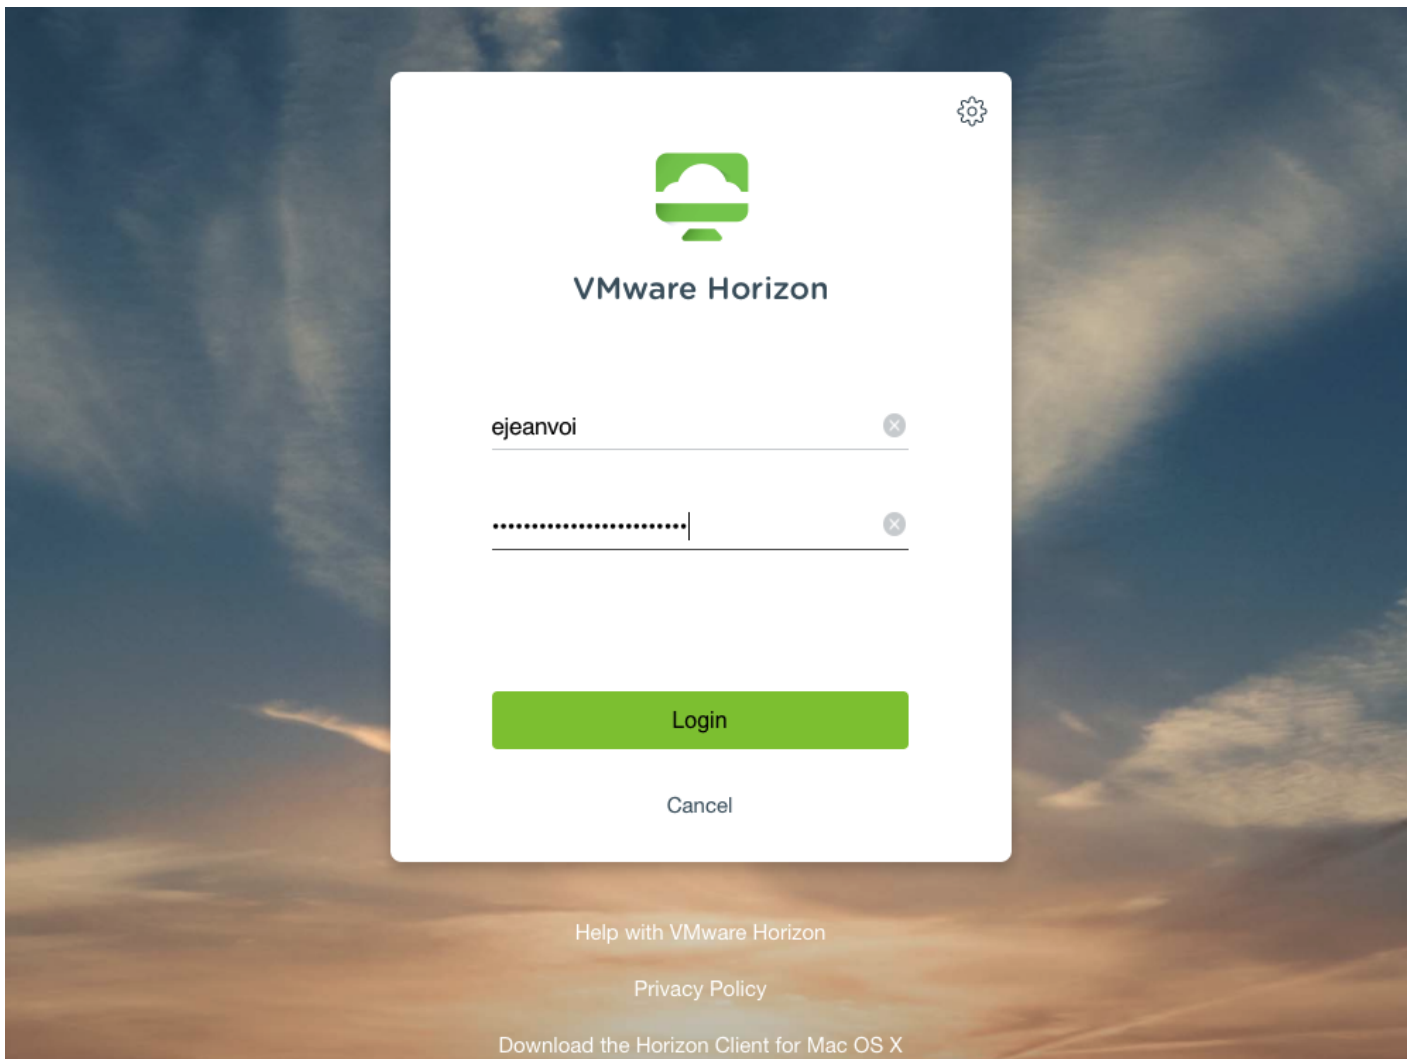 VMware Horizon
ejeanvoi
•••••••••••••••••••••••••
Login
Cancel
Help with VMware Horizon
Privacy Policy
Download the Horizon Client for Mac OS X